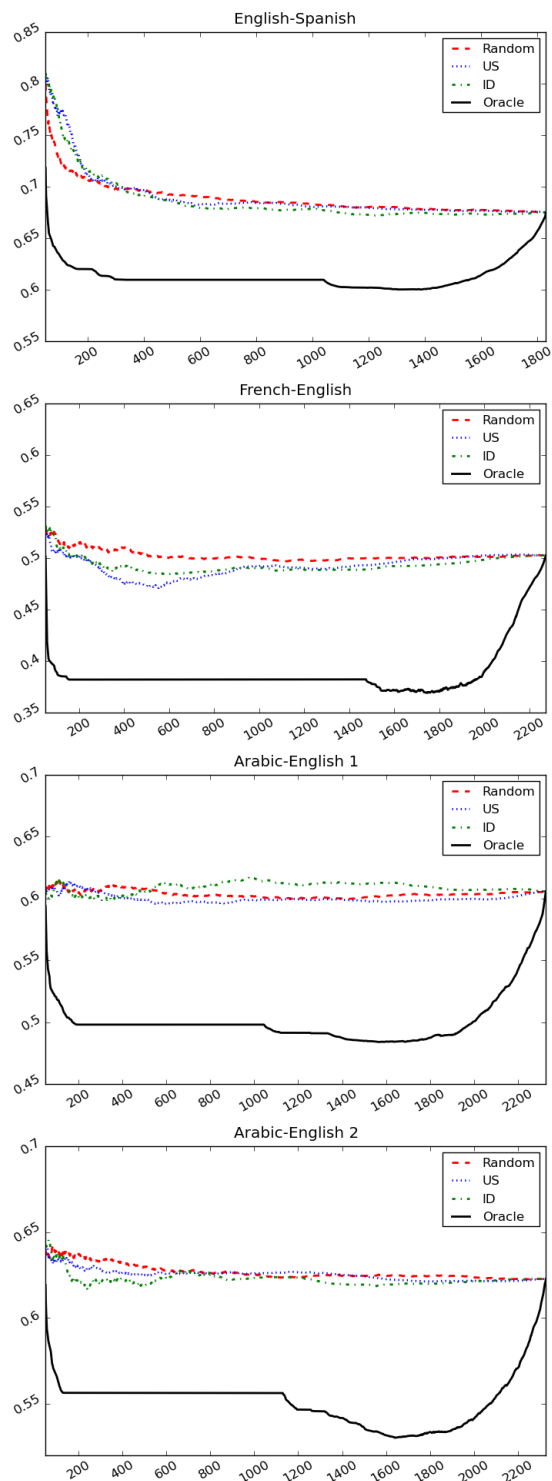 English-Spanish
0.85
0.8
0.75
0.7
0.65
0.6
0.55
Random
US
ID
Oracle
200 400 600 800 1000 1200 1400 1600 1800
French-English
0.65
0.6
0.55
0.5
0.45
0.4
0.35
Random
US
ID
Oracle
200 400 600 800 1000 1200 1400 1600 1800 2000 2200
Arabic-English 1
0.7
0.65
0.6
0.55
0.5
0.45
Random
US
ID
Oracle
200 400 600 800 1000 1200 1400 1600 1800 2000 2200
Arabic-English 2
0.7
0.65
0.6
0.55
Random
US
ID
Oracle
200 400 600 800 1000 1200 1400 1600 1800 2000 2200